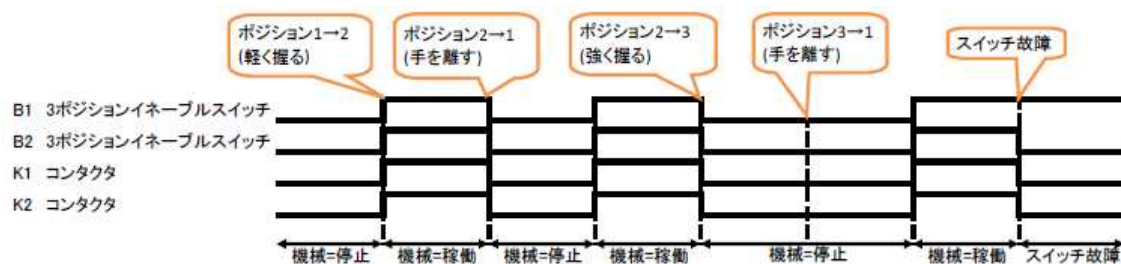 ポジション1→2
(軽く握る)
ポジション2→1
(手を離す)
ポジション2→3
(強く握る)
ポジション3→1
(手を離す)
スイッチ故障
B1 3ポジションイネーブルスイッチ
B2 3ポジションイネーブルスイッチ
K1 コンタクタ
K2 コンタクタ
機械=停止
機械=稼働
機械=停止
機械=稼働
機械=停止
機械=稼働
スイッチ故障